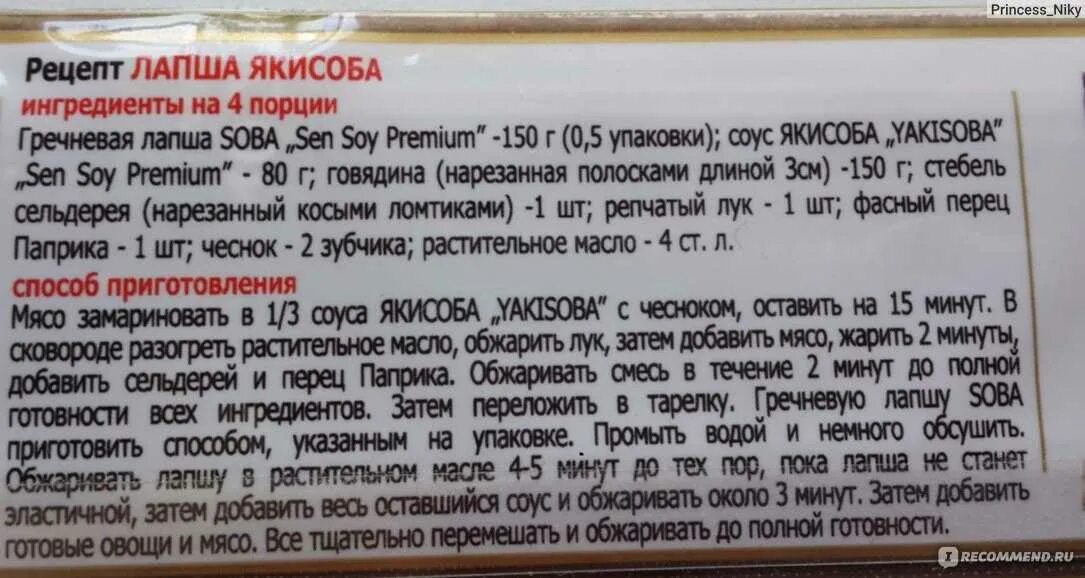 Princess_Niky
Рецепт ЛАПША ЯКИСОБА
ингредиенты на 4 порции
Гречневая лапша SOBA „Sen Soy Premium” -150 г (0,5 упаковки); соус ЯКИСОБА „YAKISOBA”
„Sen Soy Premium” - 80 г; говядина (нарезанная полосками длиной 3см) -150 г; стебель
сельдерея (нарезанный косыми ломтиками) -1 шт; репчатый лук - 1 шт; фасный перец
Паприка - 1 шт; чеснок - 2 зубчика; растительное масло - 4 ст. л.
способ приготовления
Мясо замариновать в 1/3 соуса ЯКИСОБА „YAKISOBA” с чесноком, оставить на 15 минут. В
сковороде разогреть растительное масло, обжарить лук, затем добавить мясо, жарить 2 минуты,
добавить сельдерей и перец Паприка. Обжаривать смесь в течение 2 минут до полной
готовности всех ингредиентов. Затем переложить в тарелку. Гречневую лапшу SOBA
приготовить способом, указанным на упаковке. Промыть водой и немного обсушить.
Обжаривать лапшу в растительном масле 4-5 минут до тех пор, пока лапша не станет
эластичной, затем добавить весь оставшийся соус и обжаривать около 3 минут. Затем добавить
готовые овощи и мясо. Все тщательно перемешать и обжаривать до полной готовности.
IRECOMMEND.RU